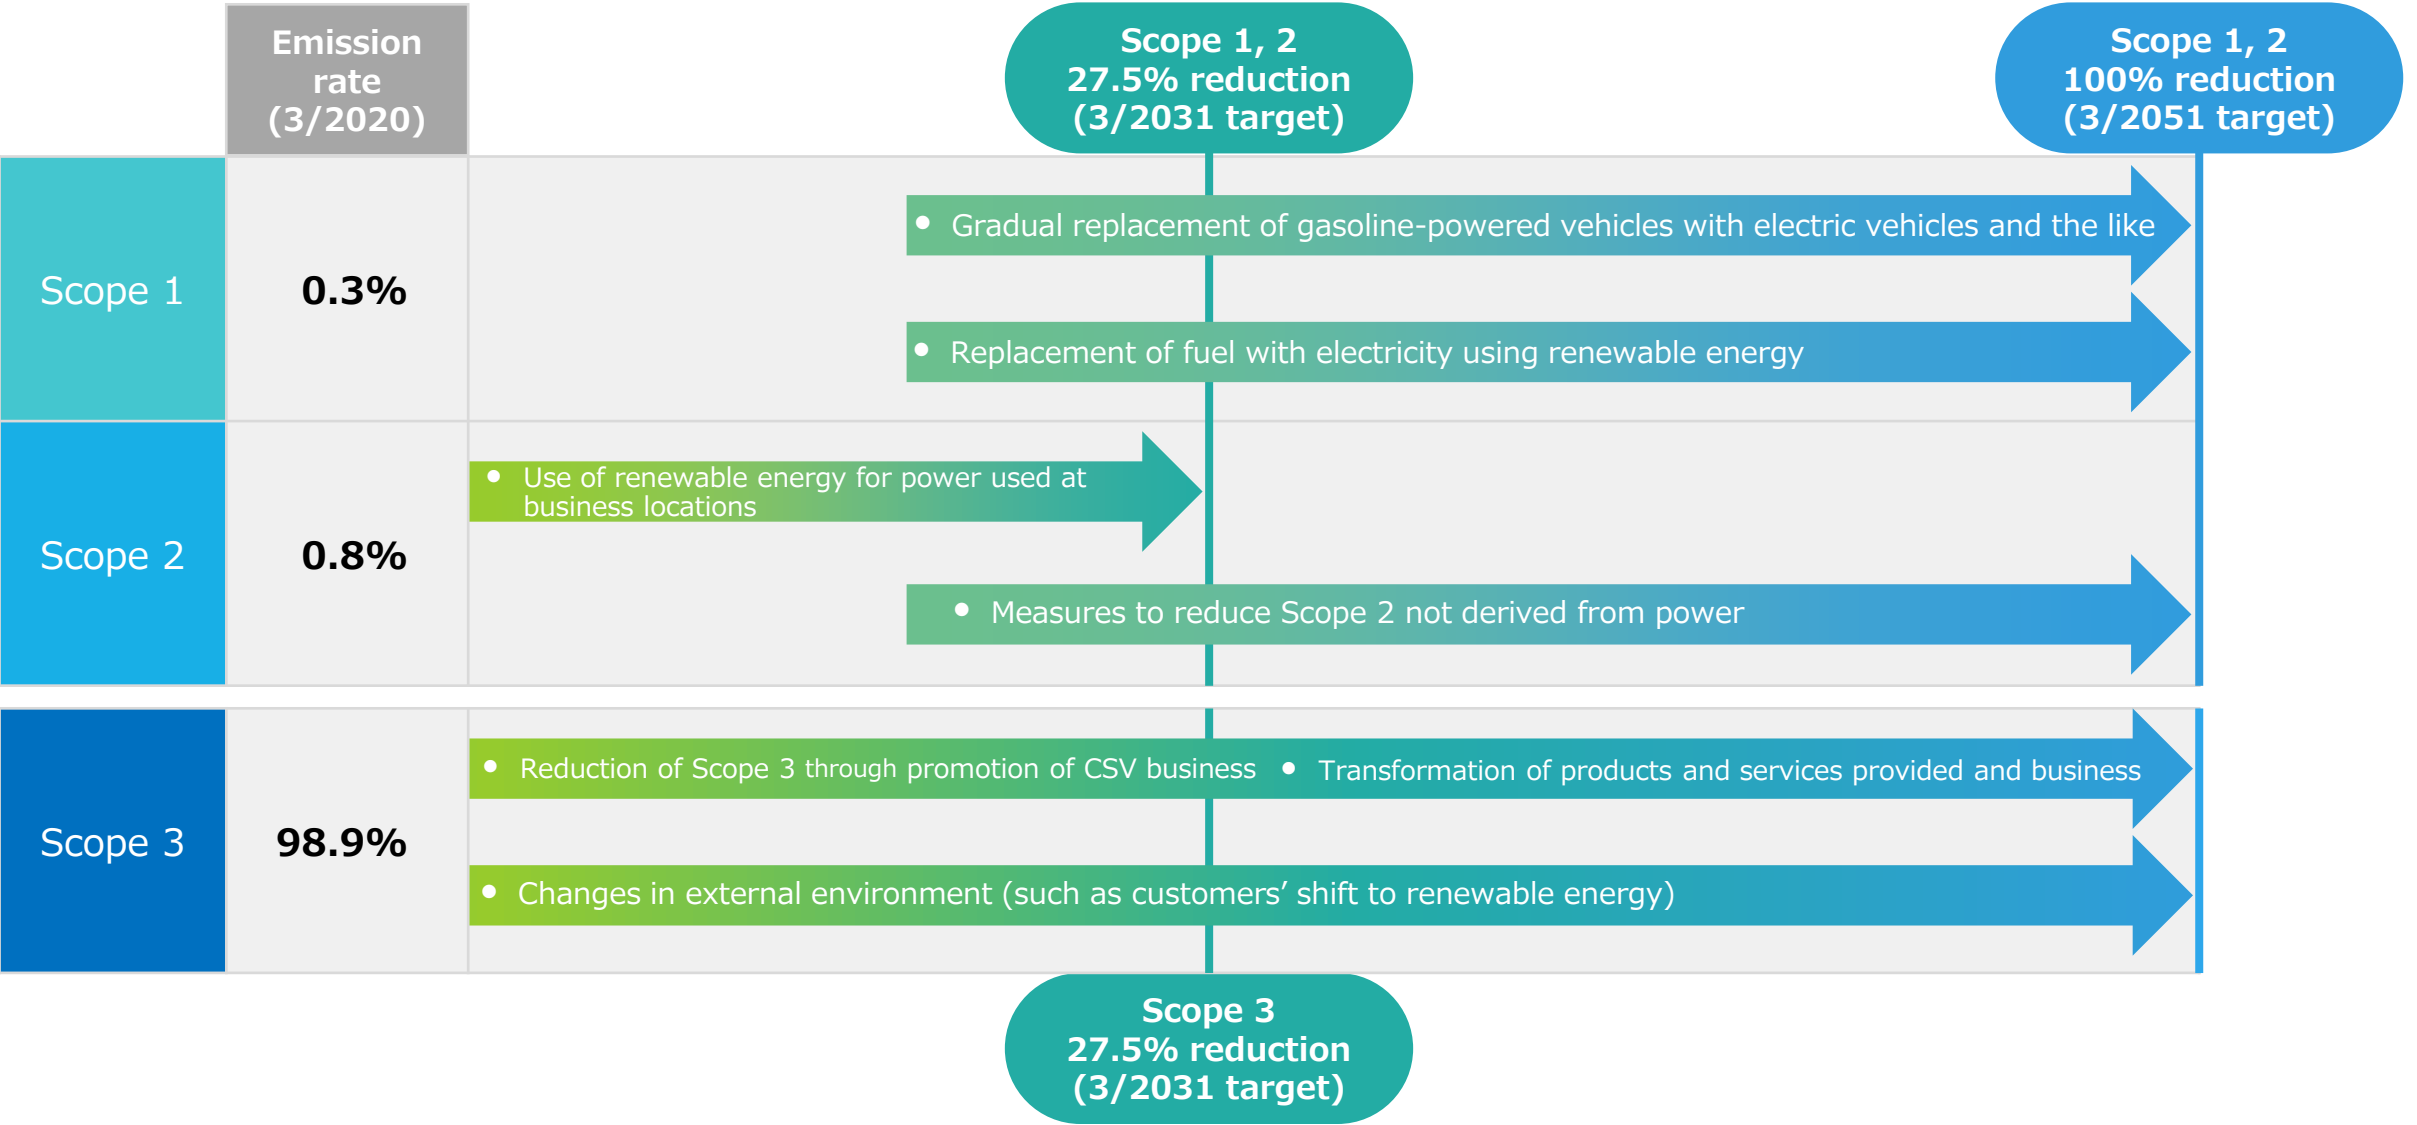 Emission
rate
(3/2020)
Scope 1, 2
27.5% reduction
(3/2031 target)
Scope 1, 2
100% reduction
(3/2051 target)
Scope 1
0.3%
• Gradual replacement of gasoline-powered vehicles with electric vehicles and the like
• Replacement of fuel with electricity using renewable energy
Scope 2
0.8%
• Use of renewable energy for power used at
business locations
• Measures to reduce Scope 2 not derived from power
Scope 3
98.9%
• Reduction of Scope 3 through promotion of CSV business
• Transformation of products and services provided and business
• Changes in external environment (such as customers’ shift to renewable energy)
Scope 3
27.5% reduction
(3/2031 target)